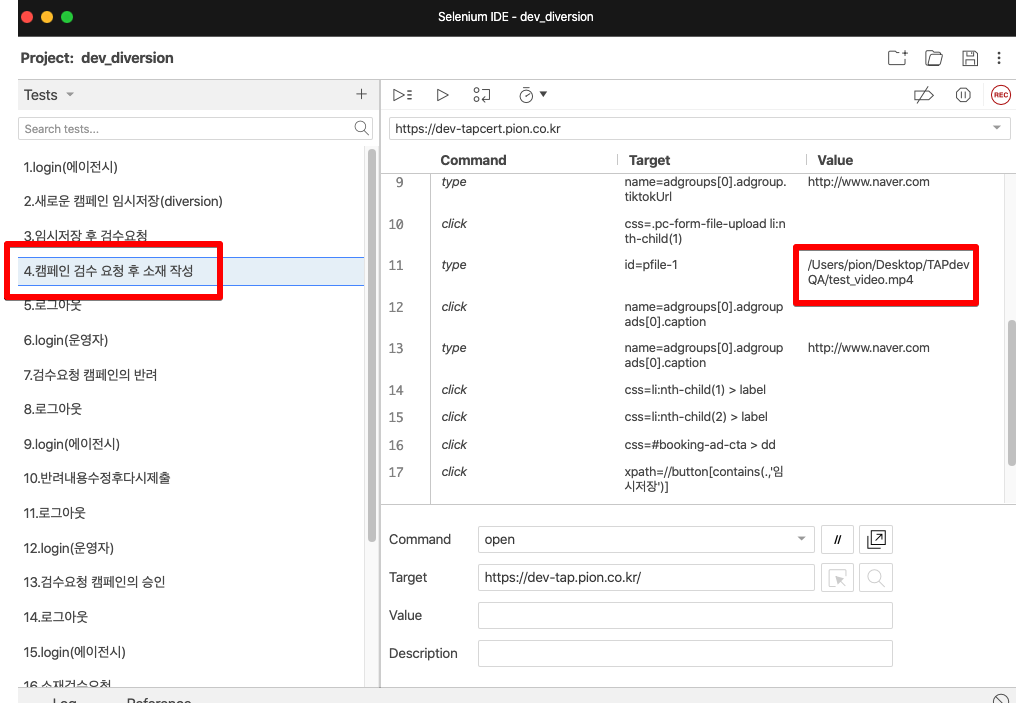 Selenium IDE - dev_diversion
Project: dev_diversion
Tests
Search tests...
1.login(에이전시)
2.새로운 캠페인 임시저장(diversion)
3.임시저장 후 검수요청
4.캠페인 검수 요청 후 소재 작성
5.로그아웃
6.login(운영자)
7.검수요청 캠페인의 반려
8.로그아웃
9.login(에이전시)
10.반려내용수정후다시제출
11.로그아웃
12.login(운영자)
13.검수요청 캠페인의 승인
14.로그아웃
15.login(에이전시)
16.소재검수요청
REC
https://dev-tapcert.pion.co.kr
Command Target Value
9 type name=adgroups[0].adgroup. http://www.naver.com
tiktokUrl
10 click css=.pc-form-file-upload li:n
th-child(1)
11 type id=pfile-1 /Users/pion/Desktop/TAPdev
QA/test_video.mp4
12 click name=adgroups[0].adgroup
ads[0].caption
13 type name=adgroups[0].adgroup http://www.naver.com
ads[0].caption
14 click css=li:nth-child(1) > label
15 click css=li:nth-child(2) > label
16 click css=#booking-ad-cta > dd
17 click xpath=//button[contains(.,'임
시저장')]
Command open //
Target https://dev-tap.pion.co.kr/
Value
Description
Log Reference